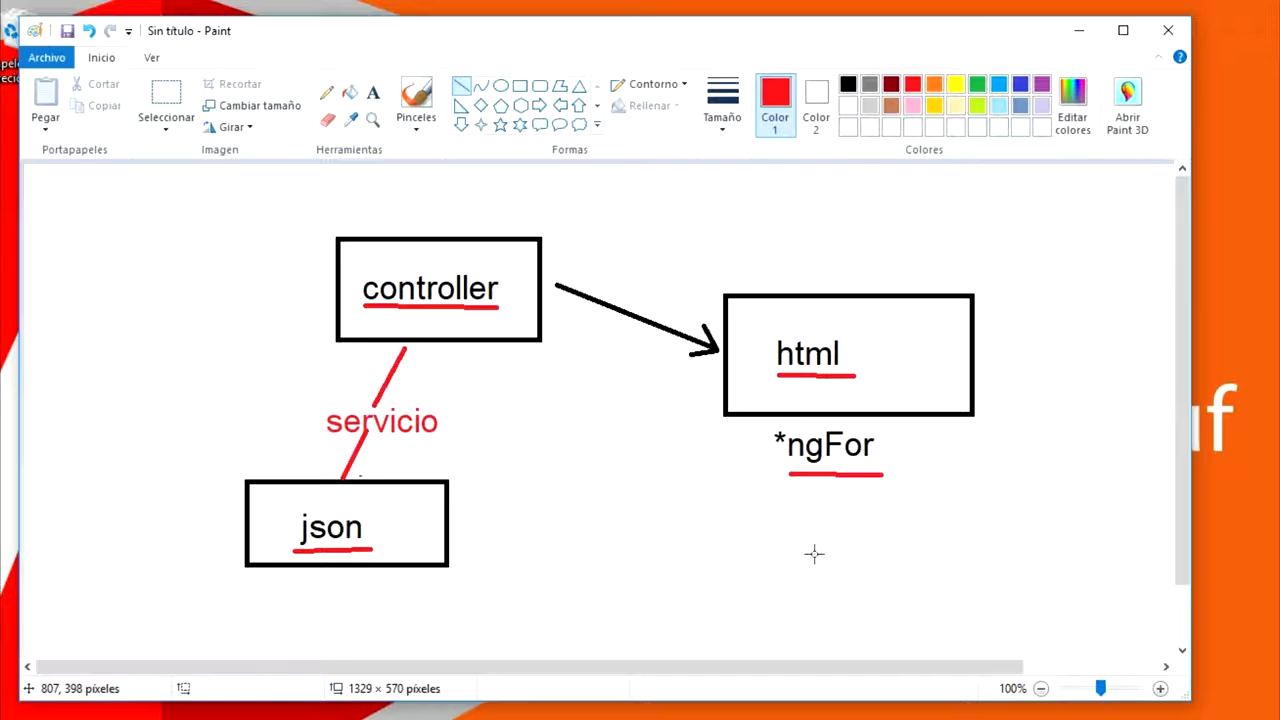 Sin título - Paint
Archivo
Inicio
Ver
Pegar
Cortar
Copiar
Portapapeles
Seleccionar
Recortar
Cambiar tamaño
Girar
Imagen
A
Herramientas
Pinceles
Contorno
Rellenar
Formas
Tamaño
Color
1
Color
2
Editar
colores
Abrir
Paint 3D
Colores
controller
html
servicio
*ngFor
json
uf
807, 398 píxeles
1329 × 570 píxeles
100%